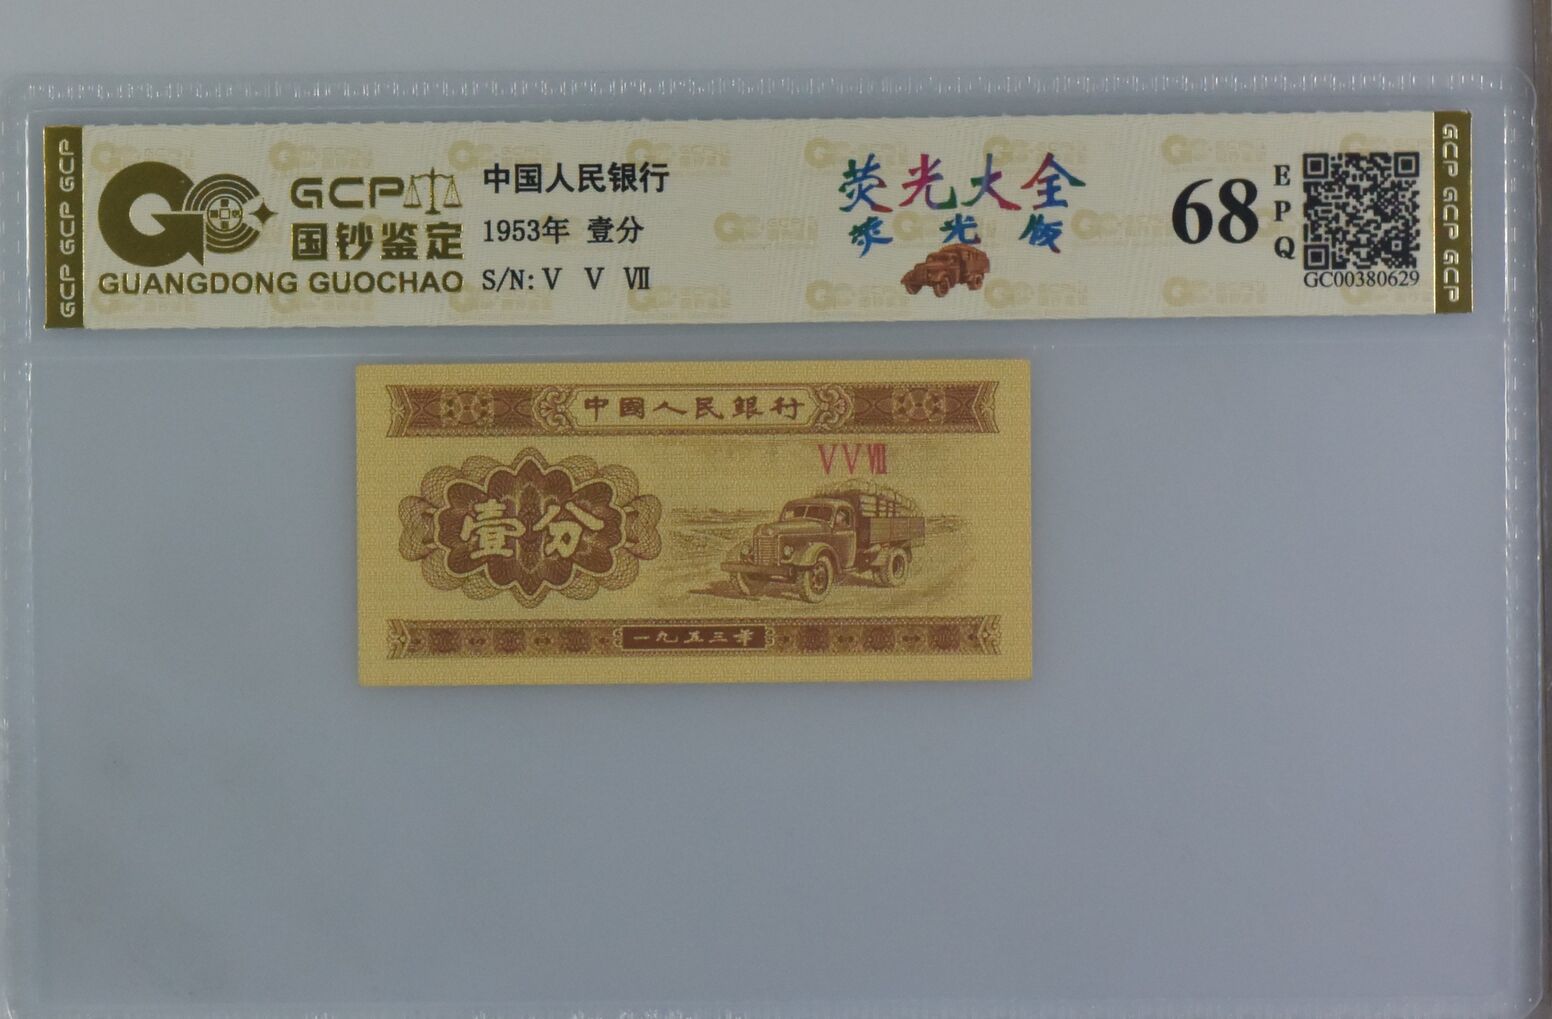 GCP GCP GCP
GCP
国钞鉴定
GUANGDONG GUOCHAO
中国人民银行
1953年 壹分
S/N: V V VII
荧光大全
荧光版
68
E
P
Q
GC00380629
GCP GCP GCP
中國人民銀行
VVVII
壹分
一九五三年